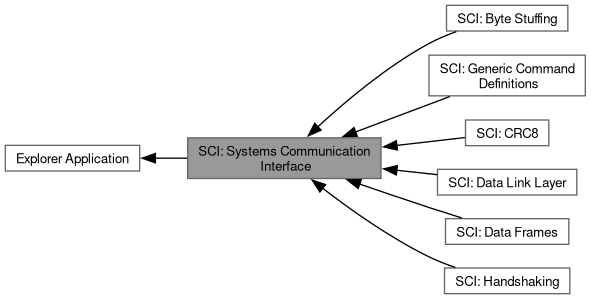 SCI: Byte Stuffing
SCI: Generic Command
Definitions
SCI: CRC8
SCI: Systems Communication
Interface
Explorer Application
SCI: Data Link Layer
SCI: Data Frames
SCI: Handshaking